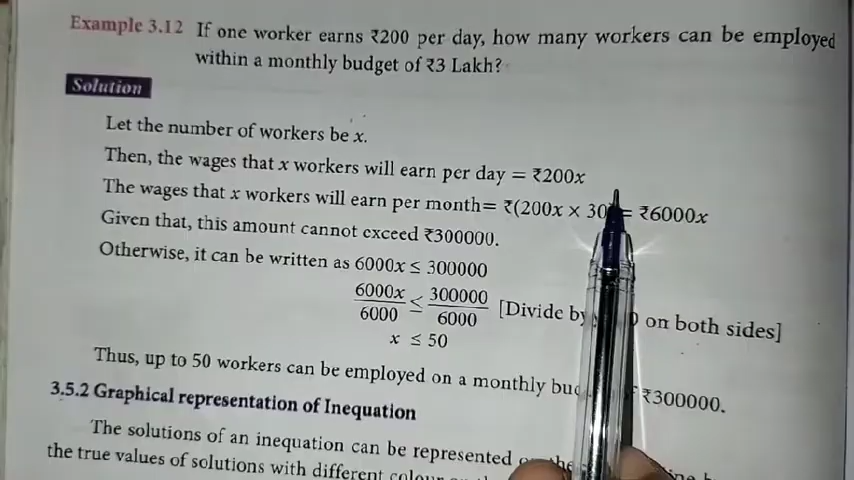 Example 3.12 If one worker earns ₹200 per day, how many workers can be employed
within a monthly budget of ₹3 Lakh?
Solution
Let the number of workers be x.
Then, the wages that x workers will earn per day = ₹200x
The wages that x workers will earn per month= ₹(200x × 30 = ₹6000x
Given that, this amount cannot exceed ₹300000.
Otherwise, it can be written as 6000x ≤ 300000
6000x/6000 ≤ 300000/6000 [Divide by on both sides]
x ≤ 50
Thus, up to 50 workers can be employed on a monthly ₹300000.
3.5.2 Graphical representation of Inequation
The solutions of an inequation can be represented
the true values of solutions with different